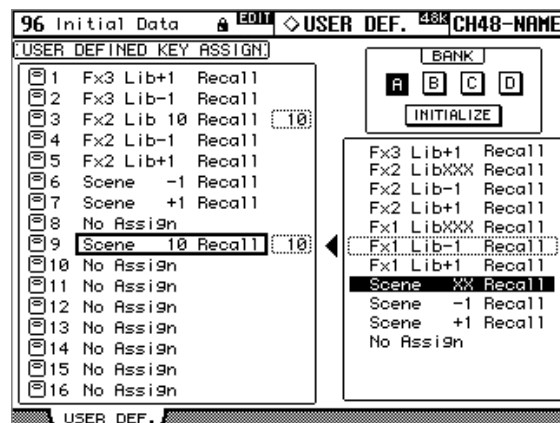 96 Initial Data EDIT ◇USER DEF. 48k CH48-NAME
USER DEFINED KEY ASSIGN.
1 Fx3 Lib+1 Recall
2 Fx3 Lib-1 Recall
3 Fx2 Lib 10 Recall 10
4 Fx2 Lib-1 Recall
5 Fx2 Lib+1 Recall
6 Scene -1 Recall
7 Scene +1 Recall
8 No Assign
9 Scene 10 Recall 10
10 No Assign
11 No Assign
12 No Assign
13 No Assign
14 No Assign
15 No Assign
16 No Assign
BANK
A B C D
INITIALIZE
Fx3 Lib+1 Recall
Fx2 LibXXX Recall
Fx2 Lib-1 Recall
Fx2 Lib+1 Recall
Fx1 LibXXX Recall
Fx1 Lib-1 Recall
Fx1 Lib+1 Recall
Scene XX Recall
Scene -1 Recall
Scene +1 Recall
No Assign
USER DEF.